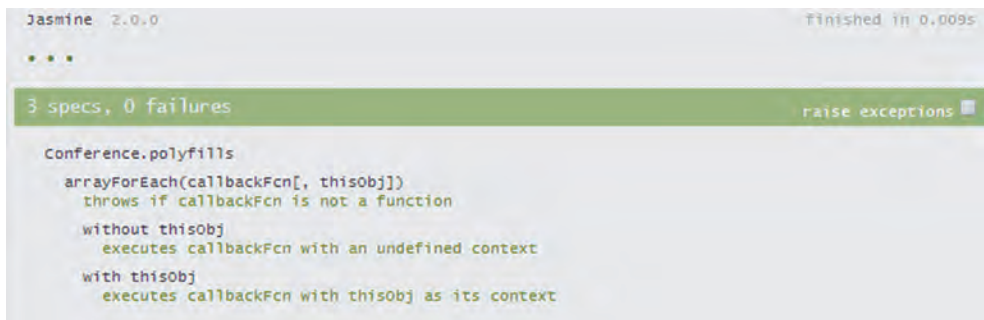 Jasmine 2.0.0 finished in 0.009s
3 specs, 0 failures raise exceptions
Conference.polyfills
arrayForEach(callbackFcn[, thisObj])
throws if callbackFcn is not a function
without thisObj
executes callbackFcn with an undefined context
with thisObj
executes callbackFcn with thisObj as its context